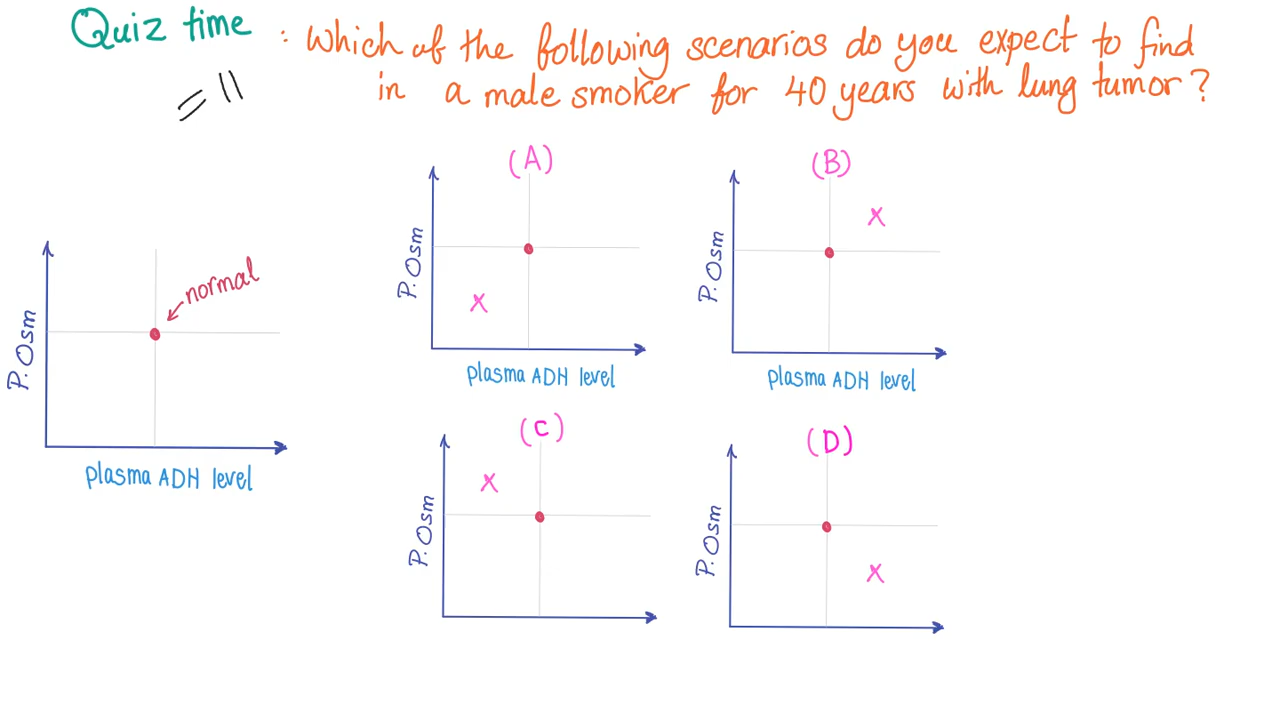 Quiz time : Which of the following scenarios do you expect to find
in a male smoker for 40 years with lung tumor?
P. Osm
normal
plasma ADH level
(A)
P. Osm
X
plasma ADH level
(B)
P. Osm
X
plasma ADH level
(C)
P. Osm
X
(D)
P. Osm
X